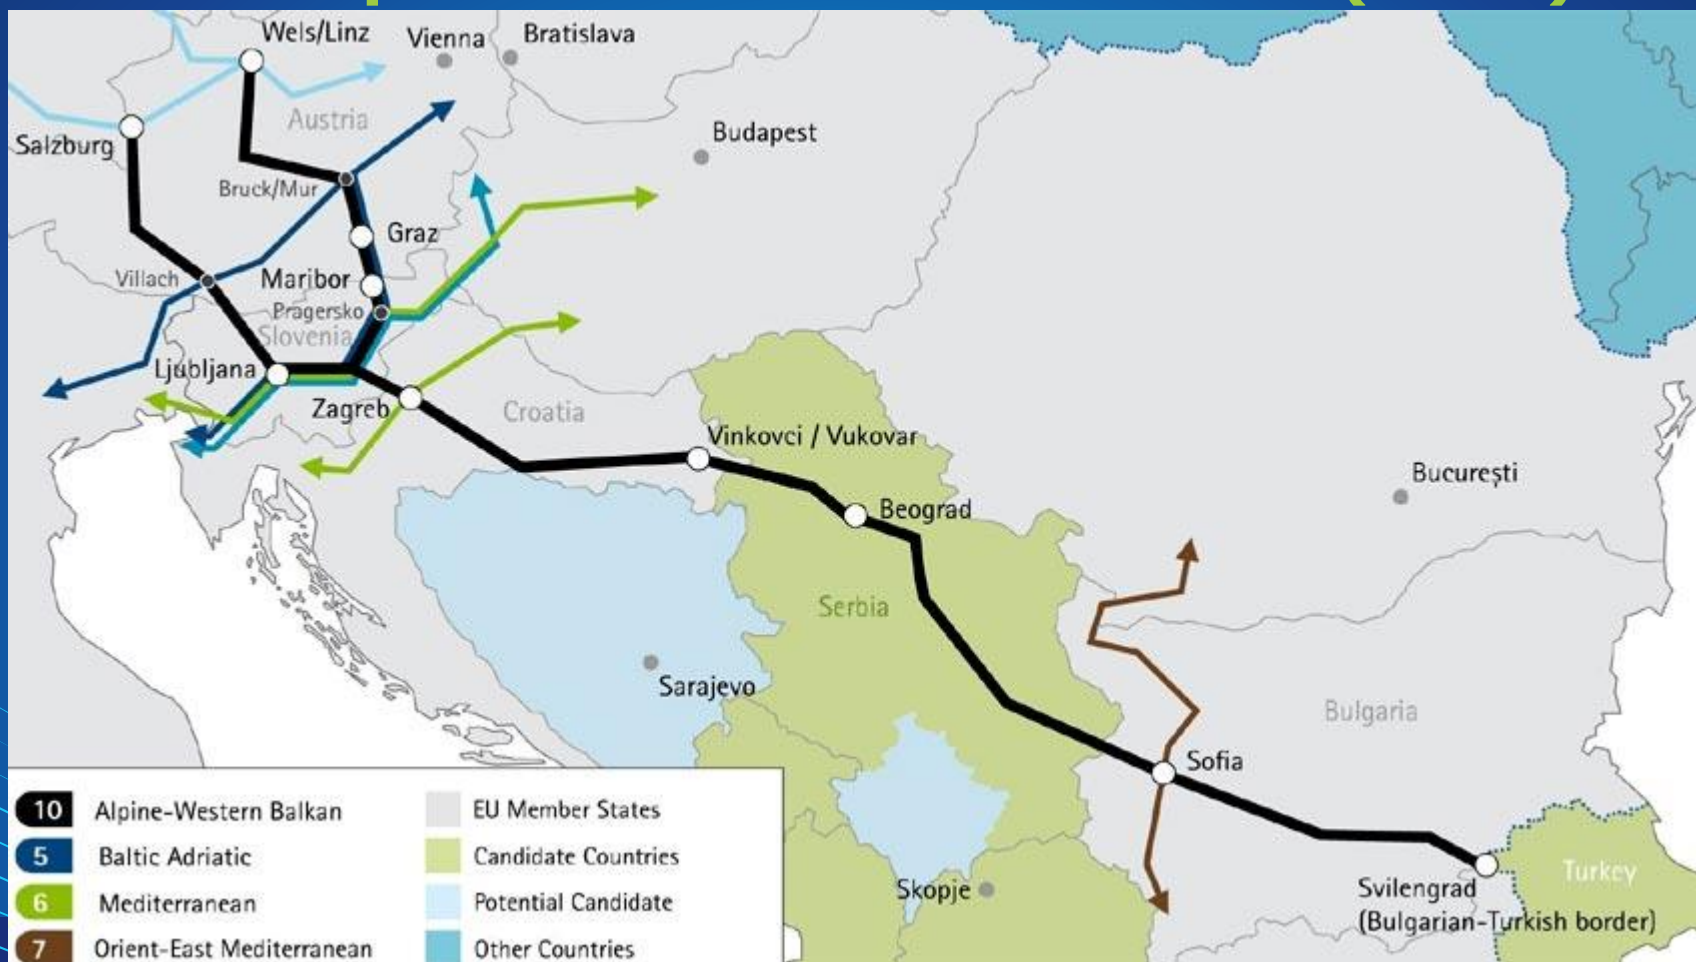 Wels/Linz
Vienna
Bratislava
Austria
Salzburg
Budapest
Bruck/Mur
Graz
Villach
Maribor
Pragersko
Slovenia
Ljubljana
Zagreb
Croatia
Vinkovci / Vukovar
Beograd
București
Serbia
Sarajevo
Bulgaria
Sofia
Skopje
Svilengrad
(Bulgarian-Turkish border)
Turkey
10 Alpine-Western Balkan
5 Baltic Adriatic
6 Mediterranean
7 Orient-East Mediterranean
EU Member States
Candidate Countries
Potential Candidate
Other Countries